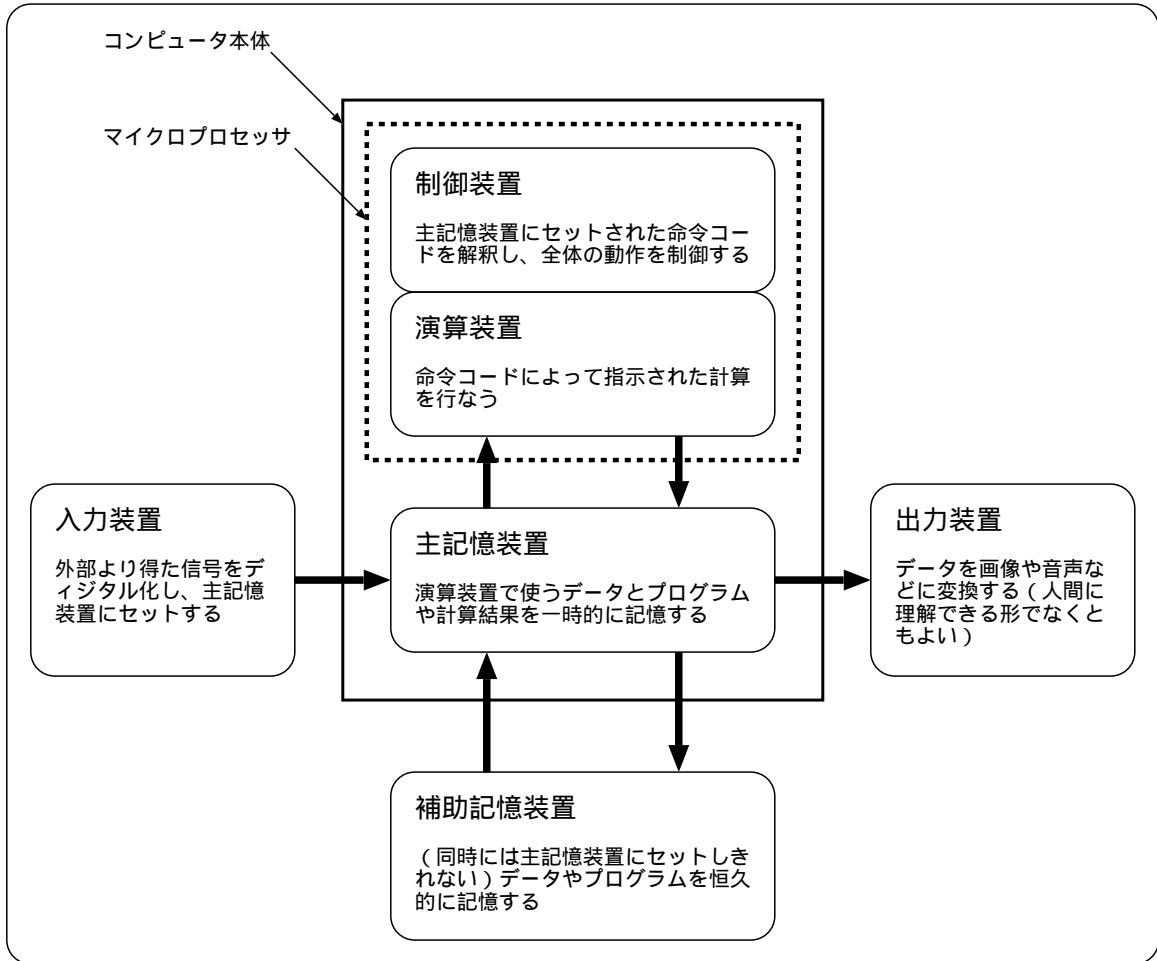 コンピュータ本体
マイクロプロセッサ
制御装置
主記憶装置にセットされた命令コー
ドを解釈し、全体の動作を制御する
演算装置
命令コードによって指示された計算
を行なう
入力装置
外部より得た信号をデ
ィジタル化し、主記憶
装置にセットする
主記憶装置
演算装置で使うデータとプログラム
や計算結果を一時的に記憶する
出力装置
データを画像や音声な
どに変換する（人間に
理解できる形でなくと
もよい）
補助記憶装置
（同時には主記憶装置にセットしき
れない）データやプログラムを恒久
的に記憶する